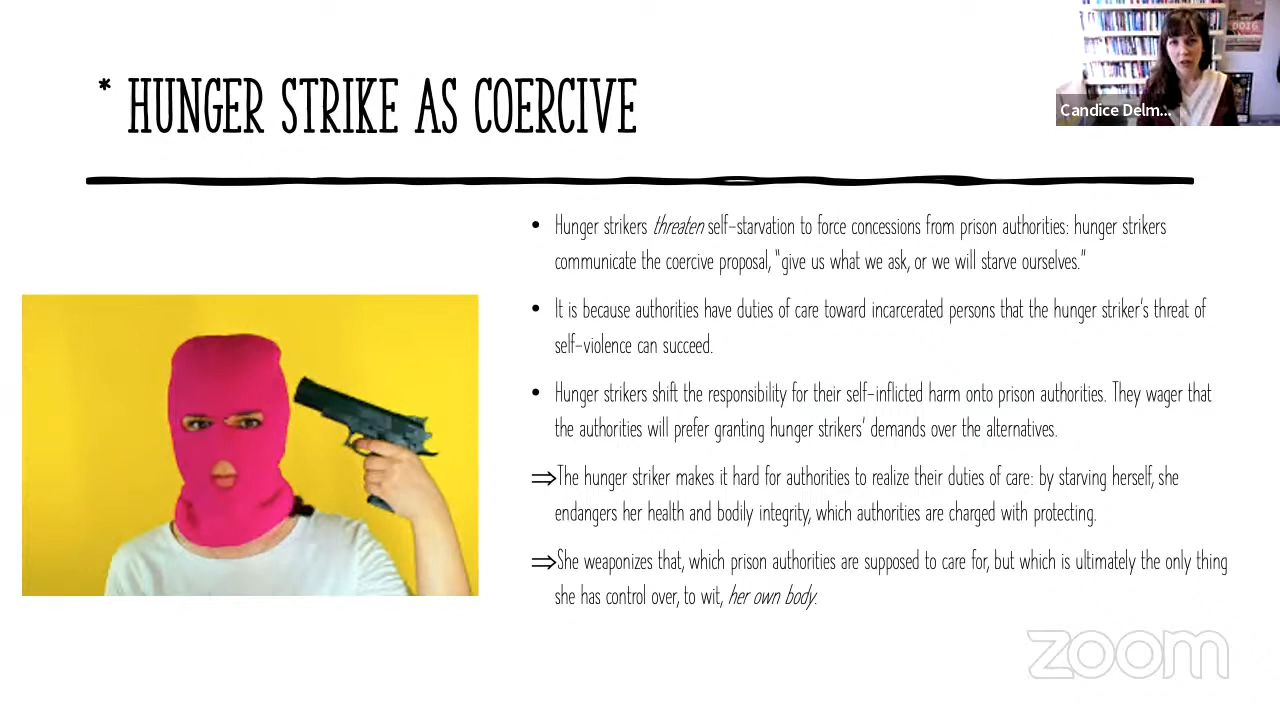 * HUNGER STRIKE AS COERCIVE
Candice Delm...
• Hunger strikers threaten self-starvation to force concessions from prison authorities: hunger strikers
communicate the coercive proposal, "give us what we ask, or we will starve ourselves."
• It is because authorities have duties of care toward incarcerated persons that the hunger striker's threat of
self-violence can succeed.
• Hunger strikers shift the responsibility for their self-inflicted harm onto prison authorities. They wager that
the authorities will prefer granting hunger strikers' demands over the alternatives.
⇒The hunger striker makes it hard for authorities to realize their duties of care: by starving herself, she
endangers her health and bodily integrity, which authorities are charged with protecting.
⇒She weaponizes that, which prison authorities are supposed to care for, but which is ultimately the only thing
she has control over, to wit, her own body.
zoom